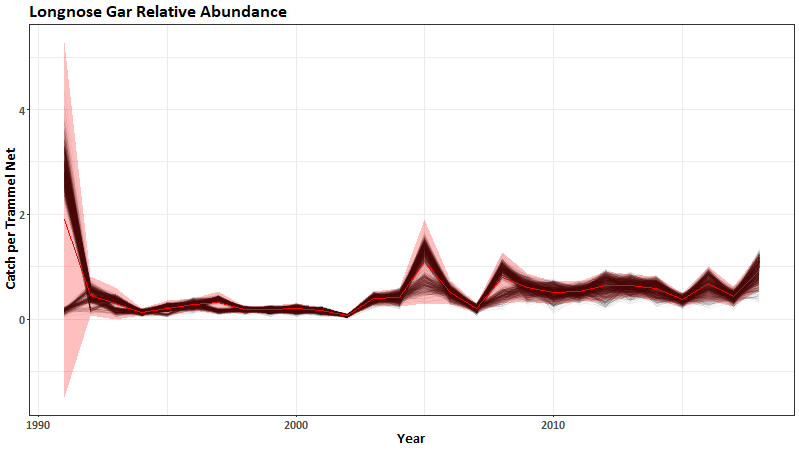 Longnose Gar Relative Abundance
Catch per Trammel Net
4
2
0
1990
2000
2010
Year